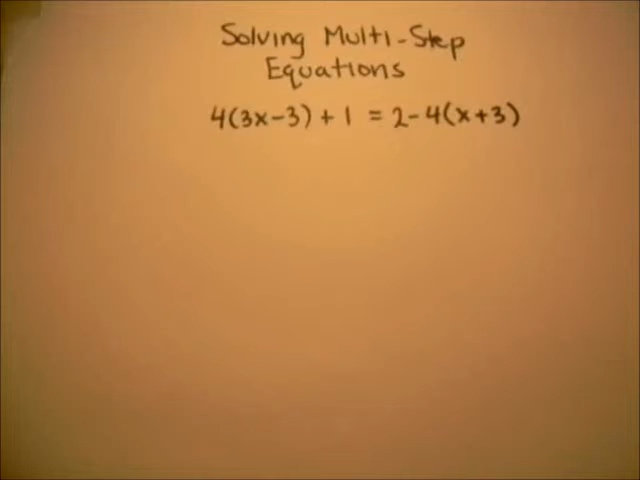 Solving Multi-Step
Equations
4(3x-3) + 1 = 2-4(x+3)